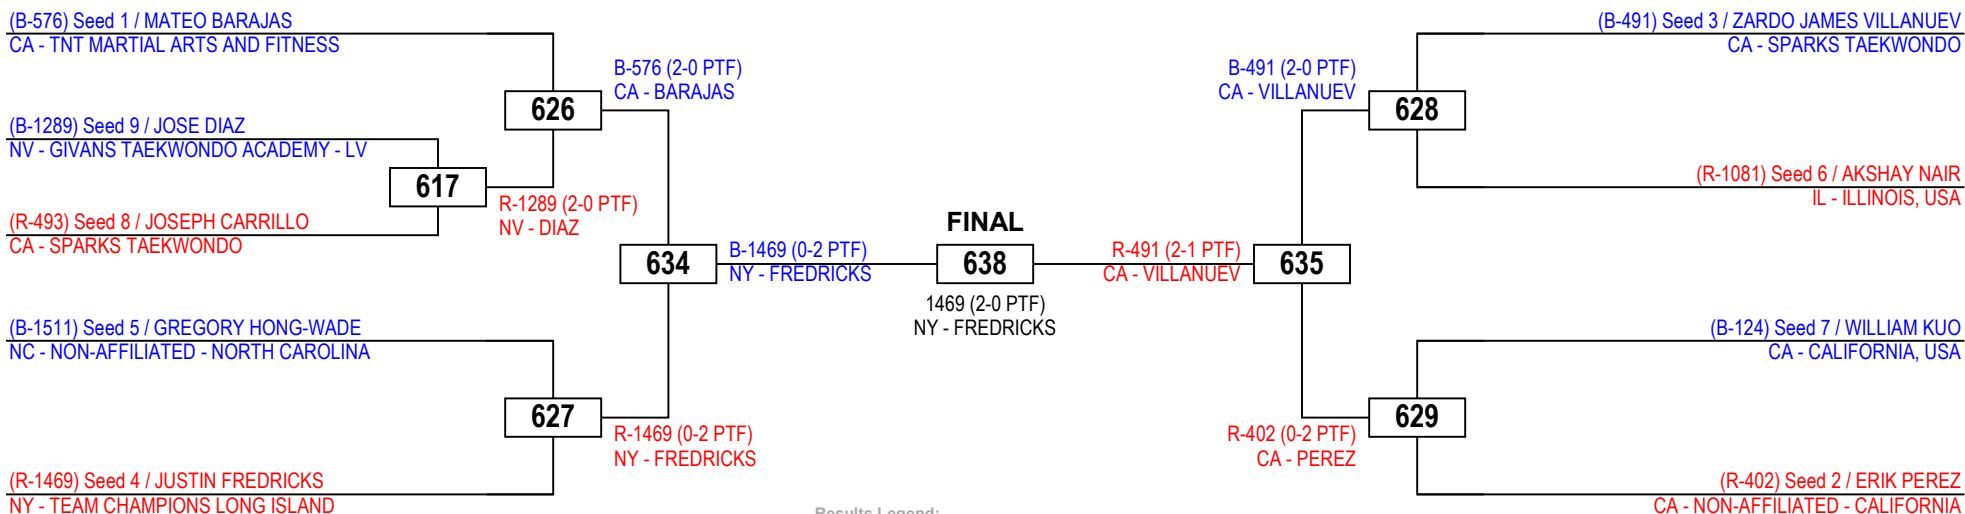 (B-576) Seed 1 / MATEO BARAJAS
CA - TNT MARTIAL ARTS AND FITNESS
(B-1289) Seed 9 / JOSE DIAZ
NV - GIVANS TAEKWONDO ACADEMY - LV
(R-493) Seed 8 / JOSEPH CARRILLO
CA - SPARKS TAEKWONDO
(B-1511) Seed 5 / GREGORY HONG-WADE
NC - NON-AFFILIATED - NORTH CAROLINA
(R-1469) Seed 4 / JUSTIN FREDRICKS
NY - TEAM CHAMPIONS LONG ISLAND
617
R-1289 (2-0 PTF)
NV - DIAZ
626
B-576 (2-0 PTF)
CA - BARAJAS
627
R-1469 (0-2 PTF)
NY - FREDRICKS
634
B-1469 (0-2 PTF)
NY - FREDRICKS
FINAL
638
1469 (2-0 PTF)
NY - FREDRICKS
R-491 (2-1 PTF)
CA - VILLANUEV
635
B-491 (2-0 PTF)
CA - VILLANUEV
628
R-402 (0-2 PTF)
CA - PEREZ
629
(B-491) Seed 3 / ZARDO JAMES VILLANUEV
CA - SPARKS TAEKWONDO
(R-1081) Seed 6 / AKSHAY NAIR
IL - ILLINOIS, USA
(B-124) Seed 7 / WILLIAM KUO
CA - CALIFORNIA, USA
(R-402) Seed 2 / ERIK PEREZ
CA - NON-AFFILIATED - CALIFORNIA
Results Legend: